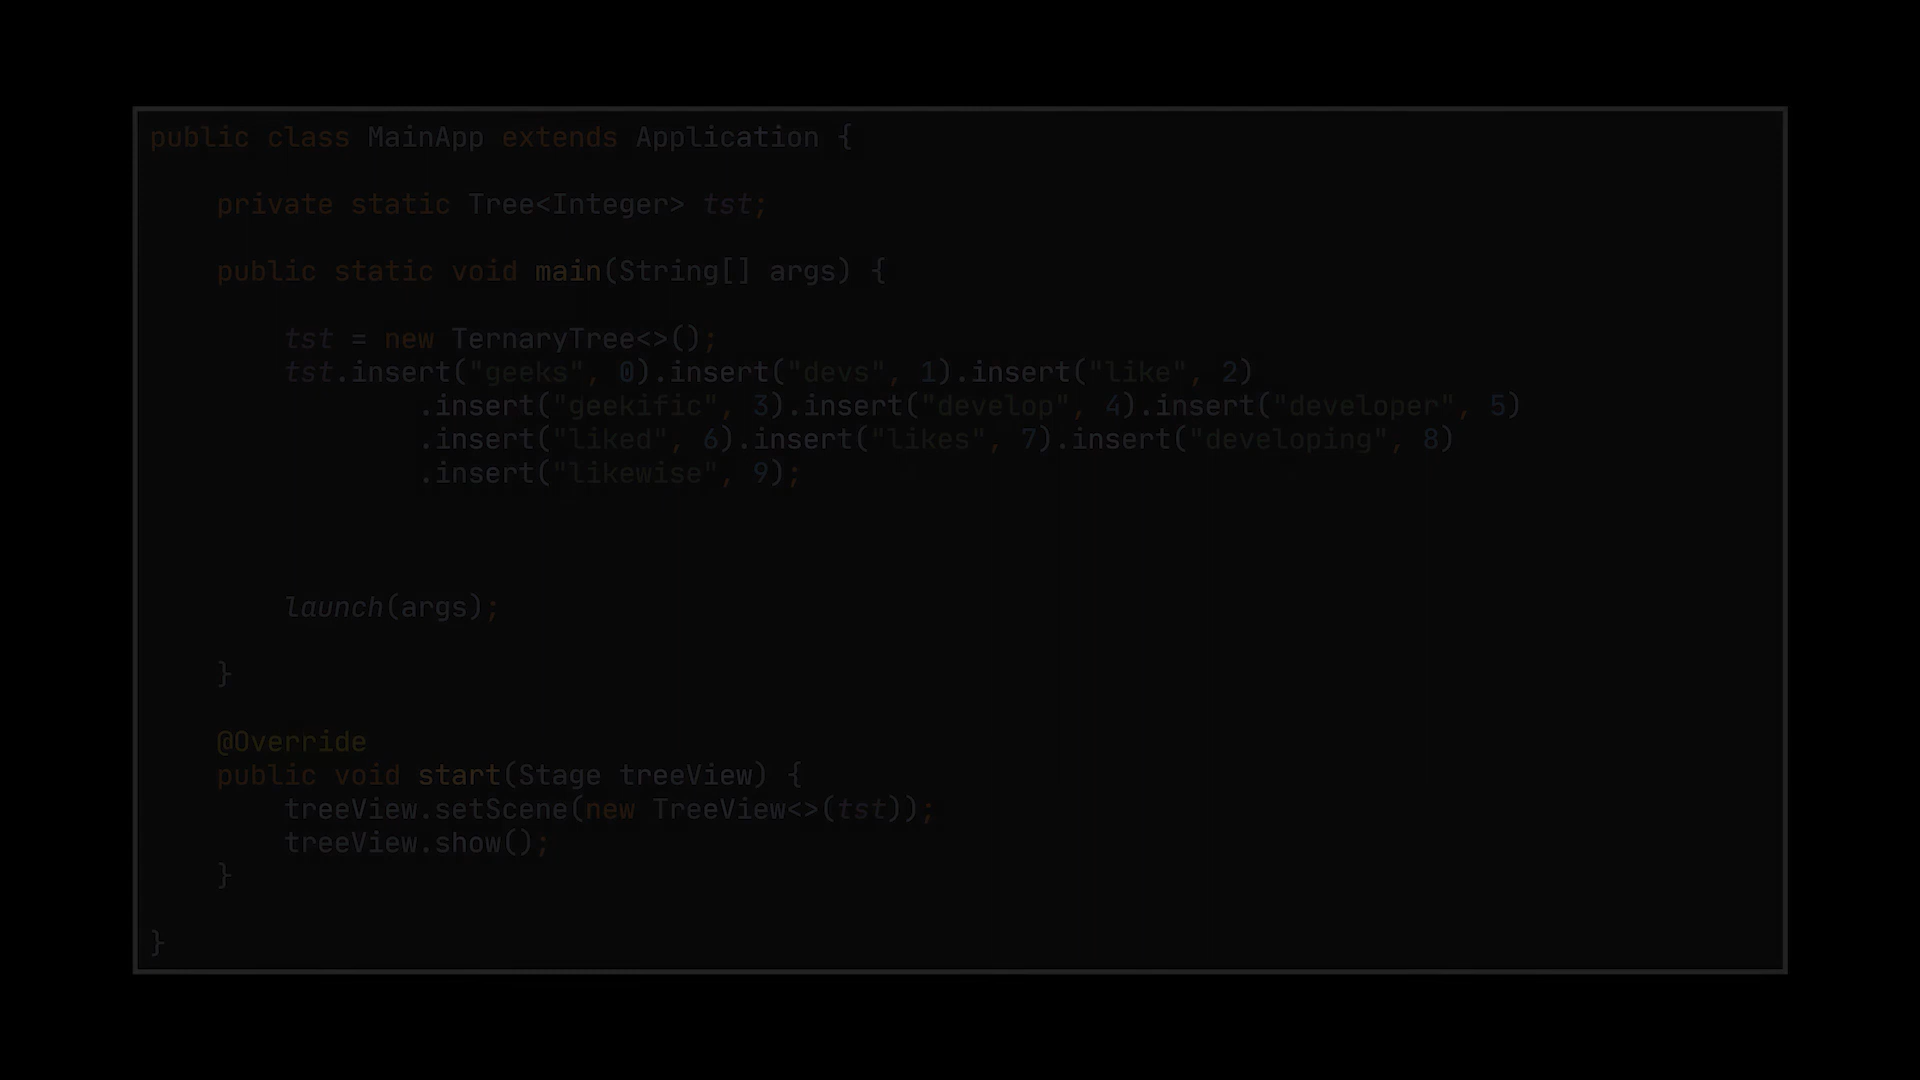 public class MainApp extends Application {
private static Tree<Integer> tst;
public static void main(String[] args) {
tst = new TernaryTree<>();
tst.insert("geeks", 0).insert("devs", 1).insert("like", 2)
.insert("geekific", 3).insert("develop", 4).insert("developer", 5)
.insert("liked", 6).insert("likes", 7).insert("developing", 8)
.insert("likewise", 9);
launch(args);
}
@Override
public void start(Stage treeView) {
treeView.setScene(new TreeView<>(tst));
treeView.show();
}
}